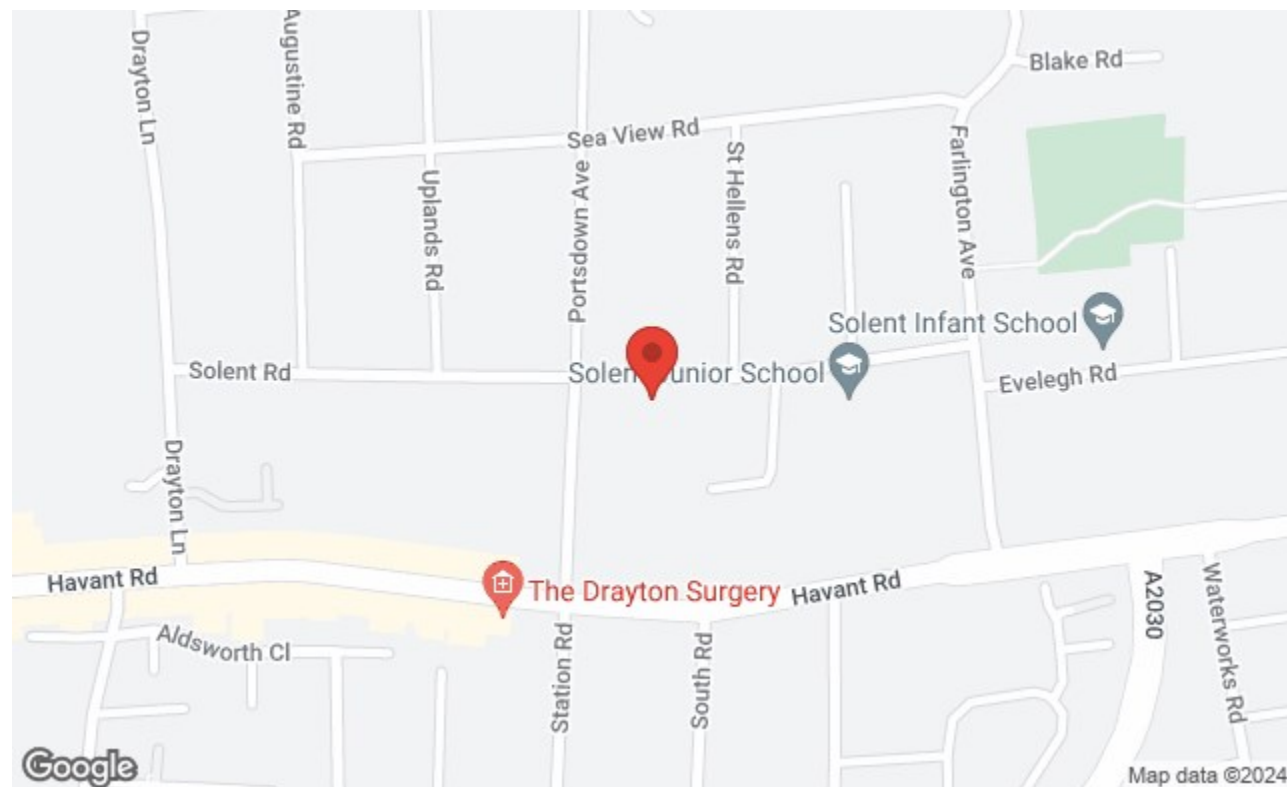 Drayton Ln
Augustine Rd
Blake Rd
Sea View Rd
Farlington Ave
Uplands Rd
Portsdown Ave
St Hellens Rd
Solent Infant School
Solent Rd
Solent Junior School
Evelegh Rd
Drayton Ln
Havant Rd
The Drayton Surgery
Havant Rd
A2030
Waterworks Rd
Aldsworth Cl
Station Rd
South Rd
Google
Map data ©2024